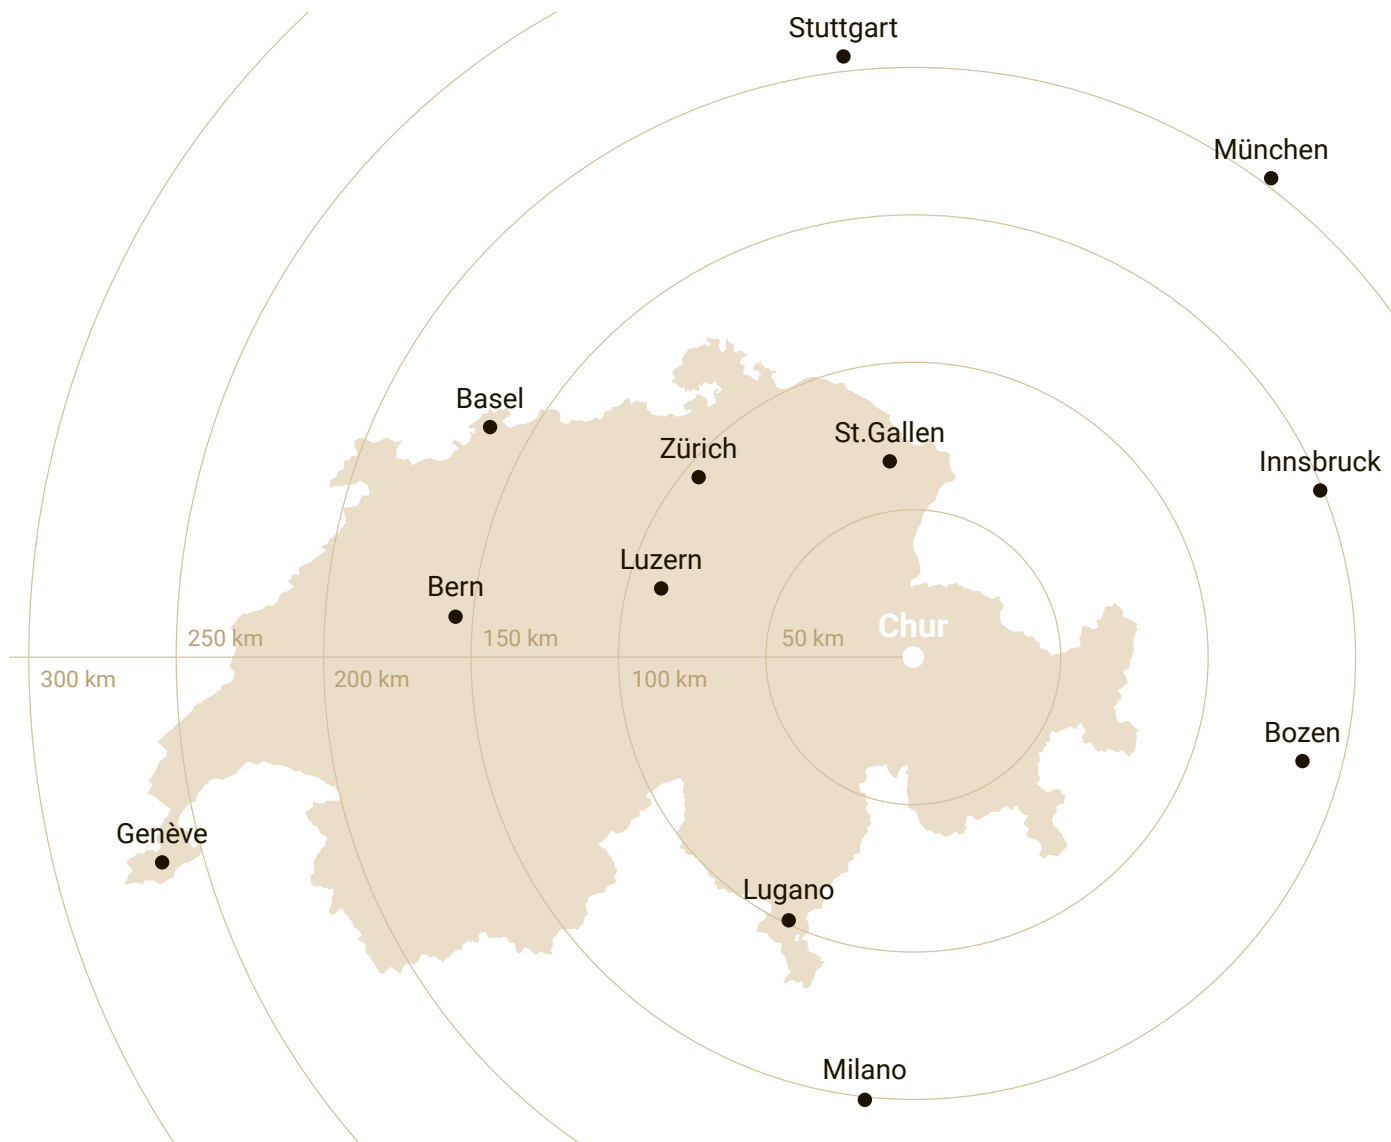 Stuttgart
München
Basel
St.Gallen
Zürich
Innsbruck
Luzern
Bern
Chur
250 km
150 km
50 km
300 km
200 km
100 km
Bozen
Genève
Lugano
Milano